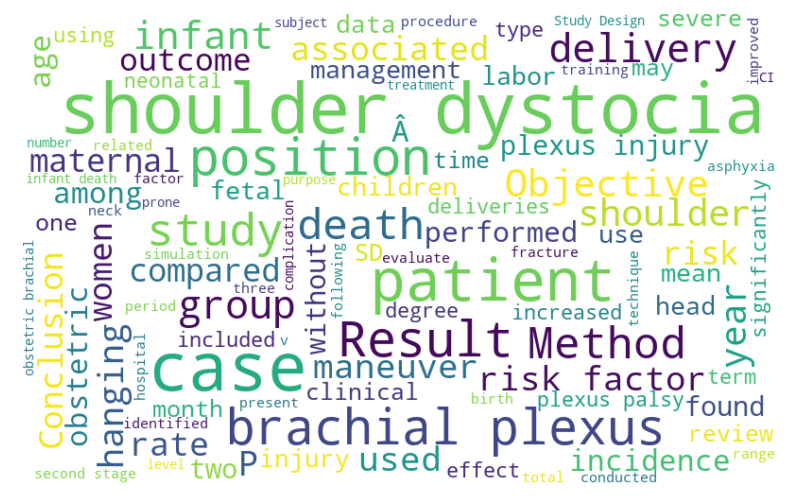 subject
data
procedure
Study Design
severe
infant
using
associated
type
delivery
age
outcome
management
labor
training
may
improved
CI
neonatal
treatment
shoulder dystocia
Â
number
related
maternal
position
time
plexus injury
asphyxia
infant death
factor
purpose
children
Objective
among
fetal
prone
neck
deliveries
shoulder
significantly
one
study
death
performed
use
risk
simulation
SD
evaluate
fracture
complication
women
compared
without
following
patient
mean
technique
Conclusion
obstetric
obstetric brachial
period
three
group
degree
increased
head
year
hanging
included
v
Result
Method
hospital
case
maneuver
risk factor
term
month
present
clinical
birth
plexus palsy
found
identified
brachial plexus
rate
P
review
level
two
injury
used
effect
incidence
range
second stage
total
conducted